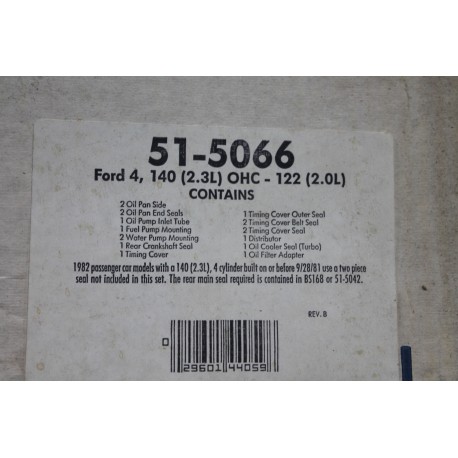 51-5066
Ford 4, 140 (2.3L) OHC - 122 (2.0L)
CONTAINS
2 Oil Pan Side
2 Oil Pan End Seals
1 Oil Pump Inlet Tube
1 Fuel Pump Mounting
2 Water Pump Mounting
1 Rear Crankshaft Seal
1 Timing Cover
1 Timing Cover Outer Seal
2 Timing Cover Belt Seal
2 Timing Cover Seal
1 Distributor
1 Oil Cooler Seal (Turbo)
1 Oil Filter Adapter
1982 passenger car models with a 140 (2.3L), 4 cylinder built on or before 9/28/81 use a two piece
seal not included in this set. The rear main seal required is contained in BS168 or 51-5042.
REV. B
0 29601 44059